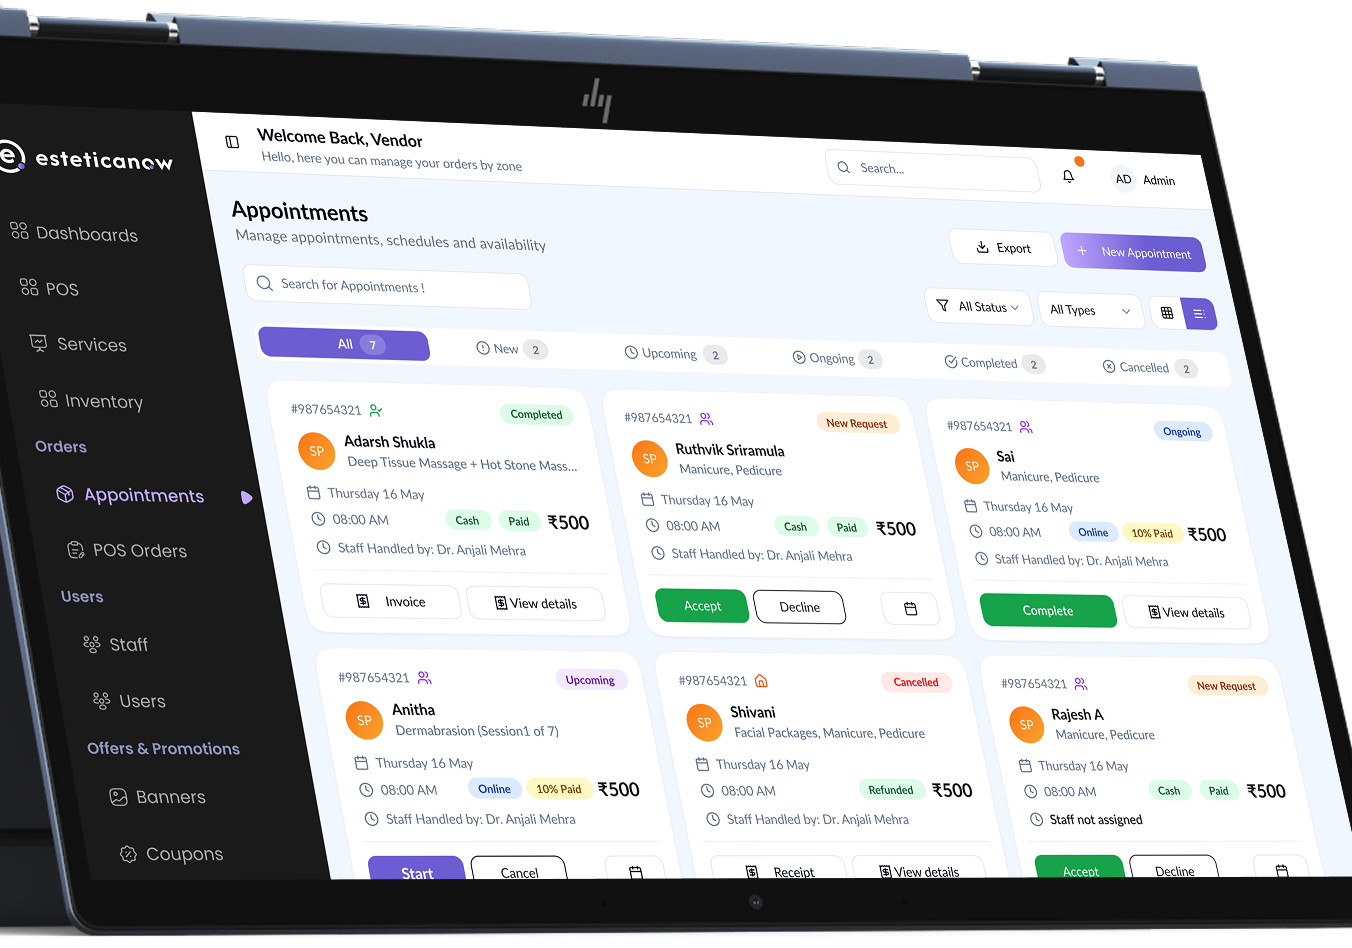 hp
esteticanow
Dashboards
POS
Services
Inventory
Orders
Appointments
POS Orders
Users
Staff
Users
Offers & Promotions
Banners
Coupons
Welcome Back, Vendor
Hello, here you can manage your orders by zone
Search...
AD Admin
Appointments
Manage appointments, schedules and availability
Export
+ New Appointment
Search for Appointments !
All Status
All Types
All 7
New 2
Upcoming 2
Ongoing 2
Completed 2
Cancelled 2
#987654321 Completed
SP
Adarsh Shukla
Deep Tissue Massage + Hot Stone Mass...
Thursday 16 May
08:00 AM Cash Paid ₹500
Staff Handled by: Dr. Anjali Mehra
Invoice View details
#987654321 New Request
SP
Ruthvik Sriramula
Manicure, Pedicure
Thursday 16 May
08:00 AM Cash Paid ₹500
Staff Handled by: Dr. Anjali Mehra
Accept Decline
#987654321 Ongoing
SP
Sai
Manicure, Pedicure
Thursday 16 May
08:00 AM Online 10% Paid ₹500
Staff Handled by: Dr. Anjali Mehra
Complete View details
#987654321 Upcoming
SP
Anitha
Dermabrasion (Session1 of 7)
Thursday 16 May
08:00 AM Online 10% Paid ₹500
Staff Handled by: Dr. Anjali Mehra
Start Cancel
#987654321 Cancelled
SP
Shivani
Facial Packages, Manicure, Pedicure
Thursday 16 May
08:00 AM Refunded ₹500
Staff Handled by: Dr. Anjali Mehra
Receipt View details
#987654321 New Request
SP
Rajesh A
Manicure, Pedicure
Thursday 16 May
08:00 AM Cash Paid ₹500
Staff not assigned
Accept Decline